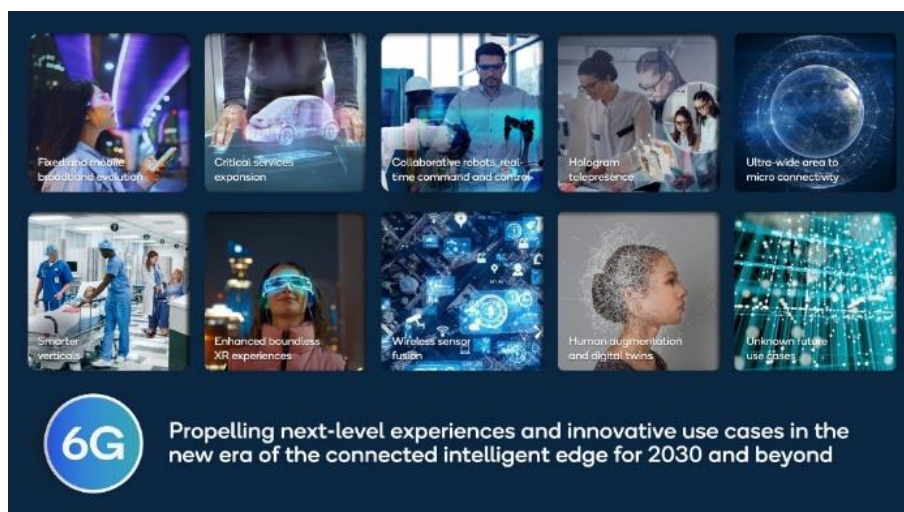 Fixed and mobile
broadband evolution
Critical services
expansion
Collaborative robots, real-
time command and control
Hologram
telepresence
Ultra-wide area to
micro connectivity
Smarter
verticals
Enhanced boundless
XR experiences
Wireless sensor
fusion
Human augmentation
and digital twins
Unknown future
use cases
6G
Propelling next-level experiences and innovative use cases in the
new era of the connected intelligent edge for 2030 and beyond